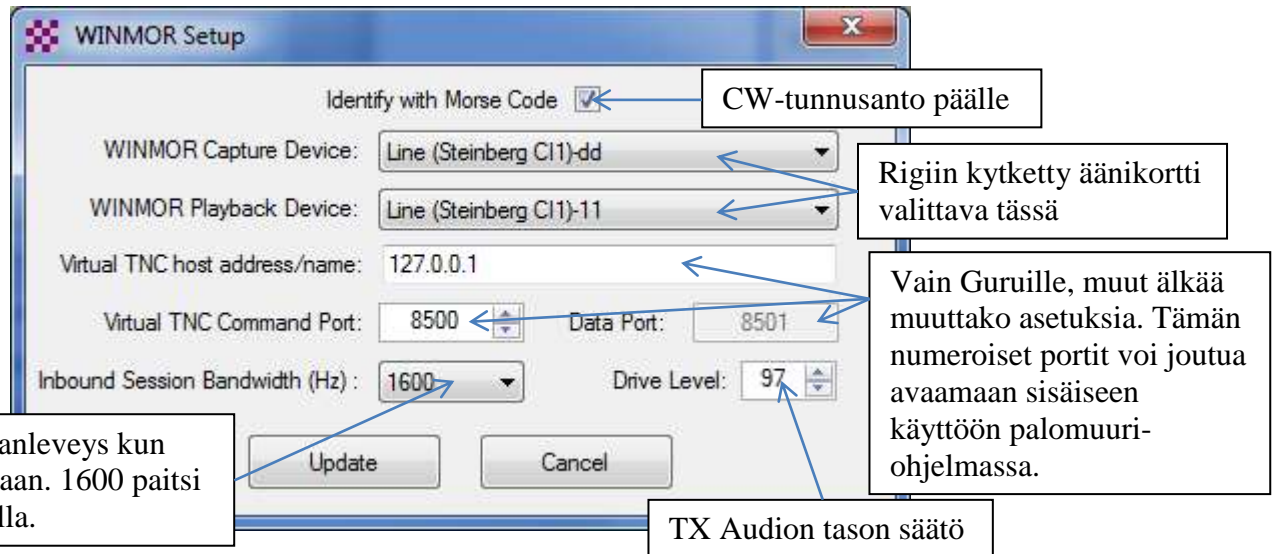 WINMOR Setup
Identify with Morse Code
CW-tunnusanto päälle
WINMOR Capture Device: Line (Steinberg CI1)-dd
WINMOR Playback Device: Line (Steinberg CI1)-11
Rigiin kytketty äänikortti
valittava tässä
Virtual TNC host address/name: 127.0.0.1
Virtual TNC Command Port: 8500 Data Port: 8501
Vain Guruille, muut älkää
muuttako asetuksia. Tämän
numeroiset portit voi joutua
avaamaan sisäiseen
käyttöön palomuuri-
ohjelmassa.
Inbound Session Bandwidth (Hz) : 1600 Drive Level: 97
kun
1600 paitsi
Update Cancel
TX Audion tason säätö